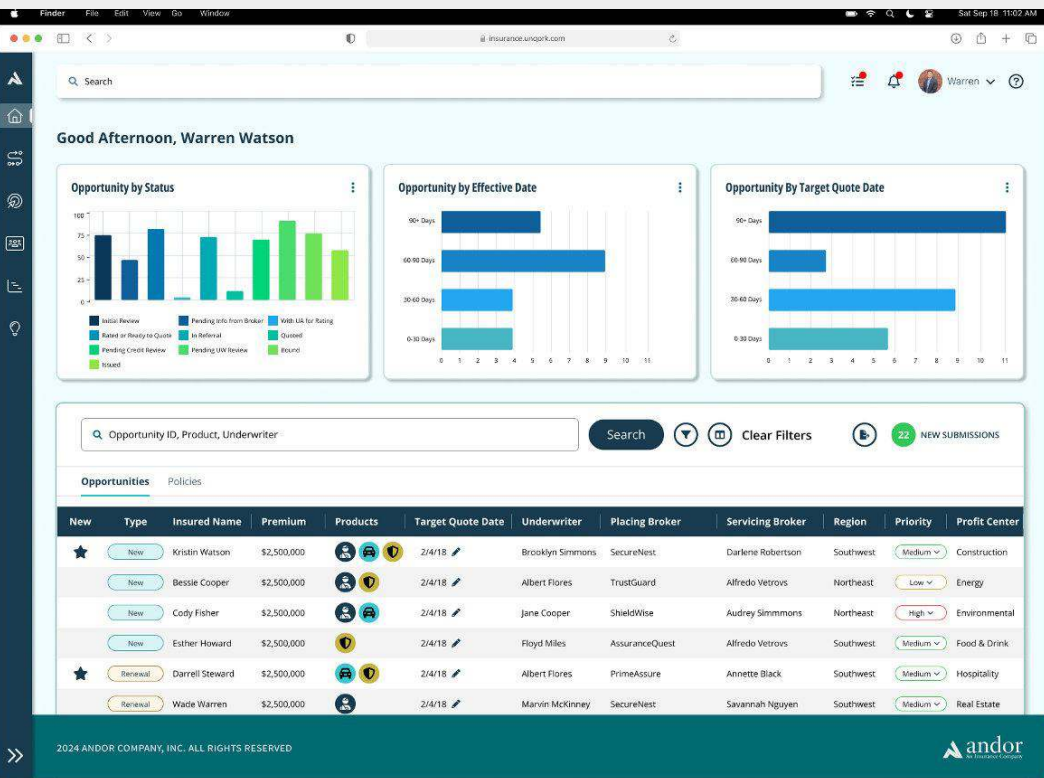 Finder File Edit View Go Window Sat Sep 18 11:02 AM
insurance.unqork.com
Search
Warren
Good Afternoon, Warren Watson
Opportunity by Status
100
75
50
25
0
Initial Review Pending Info from Broker With UA for Rating
Rated or Ready to Quote In Referral Quoted
Pending Credit Review Pending UW Review Bound
Issued
Opportunity by Effective Date
90+ Days
60-90 Days
30-60 Days
0-30 Days
0 1 2 3 4 5 6 7 8 9 10 11
Opportunity By Target Quote Date
90+ Days
60-90 Days
30-60 Days
0-30 Days
0 1 2 3 4 5 6 7 8 9 10 11
Opportunity ID, Product, Underwriter Search Clear Filters 22 NEW SUBMISSIONS
Opportunities Policies
New Type Insured Name Premium Products Target Quote Date Underwriter Placing Broker Servicing Broker Region Priority Profit Center
New Kristin Watson $2,500,000 2/4/18 Brooklyn Simmons SecureNest Darlene Robertson Southwest Medium Construction
New Bessie Cooper $2,500,000 2/4/18 Albert Flores TrustGuard Alfredo Vetrovs Northeast Low Energy
New Cody Fisher $2,500,000 2/4/18 Jane Cooper ShieldWise Audrey Simmmons Northeast High Environmental
New Esther Howard $2,500,000 2/4/18 Floyd Miles AssuranceQuest Alfredo Vetrovs Southwest Medium Food & Drink
Renewal Darrell Steward $2,500,000 2/4/18 Albert Flores PrimeAssure Annette Black Southwest Medium Hospitality
Renewal Wade Warren $2,500,000 2/4/18 Marvin McKinney SecureNest Savannah Nguyen Southwest Medium Real Estate
2024 ANDOR COMPANY, INC. ALL RIGHTS RESERVED
andor
An Insurance Company